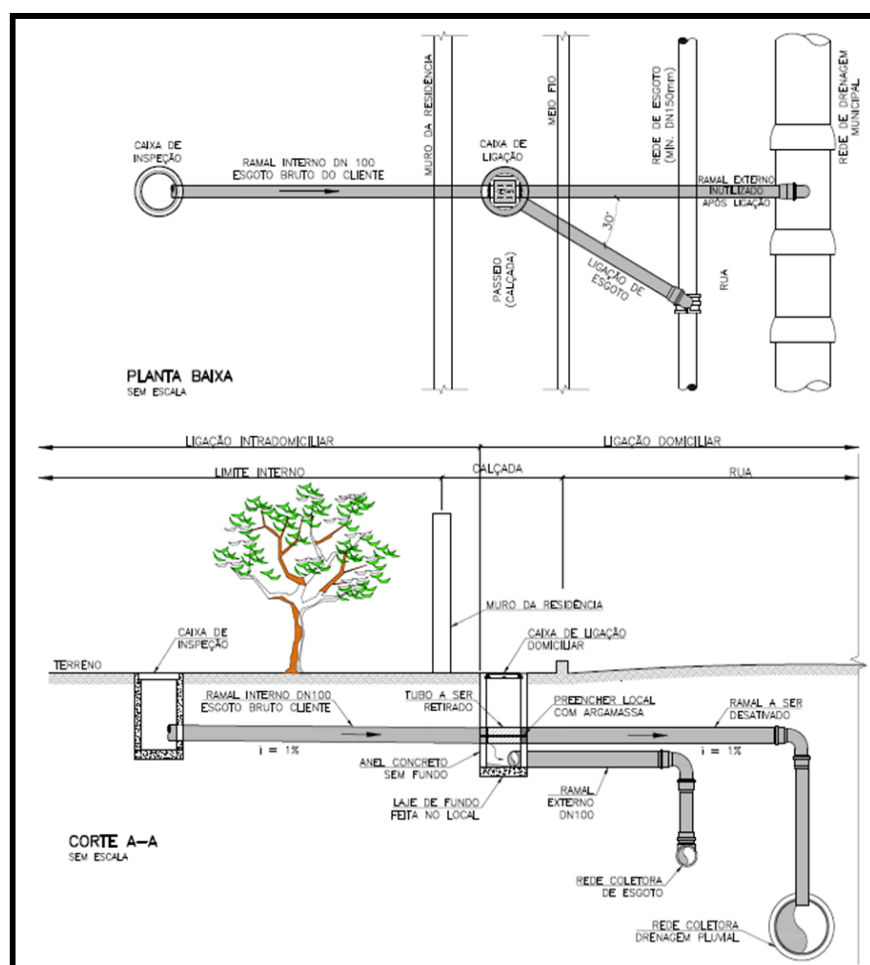 CAIXA DE
INSPEÇÃO
RAMAL INTERNO DN 100
ESGOTO BRUTO DO CLIENTE
MURO DA RESIDÊNCIA
CAIXA DE
LIGAÇÃO
MEIO FIO
REDE DE ESGOTO
(MÍN. DN150mm)
REDE DE DRENAGEM
MUNICIPAL
RAMAL EXTERNO
INUTILIZADO
APÓS LIGAÇÃO
30°
LIGAÇÃO DE
ESGOTO
PASSEIO
(CALÇADA)
RUA
PLANTA BAIXA
SEM ESCALA
LIGAÇÃO INTRADOMICILIAR
LIGAÇÃO DOMICILIAR
LIMITE INTERNO
CALÇADA
RUA
MURO DA RESIDÊNCIA
CAIXA DE
INSPEÇÃO
CAIXA DE LIGAÇÃO
DOMICILIAR
TERRENO
RAMAL INTERNO DN100
ESGOTO BRUTO CLIENTE
TUBO A SER
RETIRADO
PREENCHER LOCAL
COM ARGAMASSA
RAMAL A SER
DESATIVADO
i = 1%
i = 1%
ANEL CONCRETO
SEM FUNDO
LAJE DE FUNDO
FEITA NO LOCAL
RAMAL
EXTERNO
DN100
CORTE A-A
SEM ESCALA
REDE COLETORA
DE ESGOTO
REDE COLETORA
DRENAGEM PLUVIAL